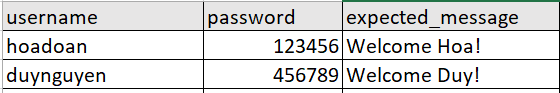 username password expected_message
hoadoan 123456 Welcome Hoa!
duynguyen 456789 Welcome Duy!